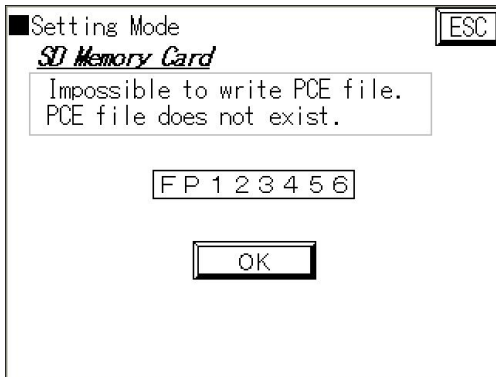 ■Setting Mode
ESC
SD Memory Card
Impossible to write PCE file.
PCE file does not exist.
ＦＰ１２３４５６
OK